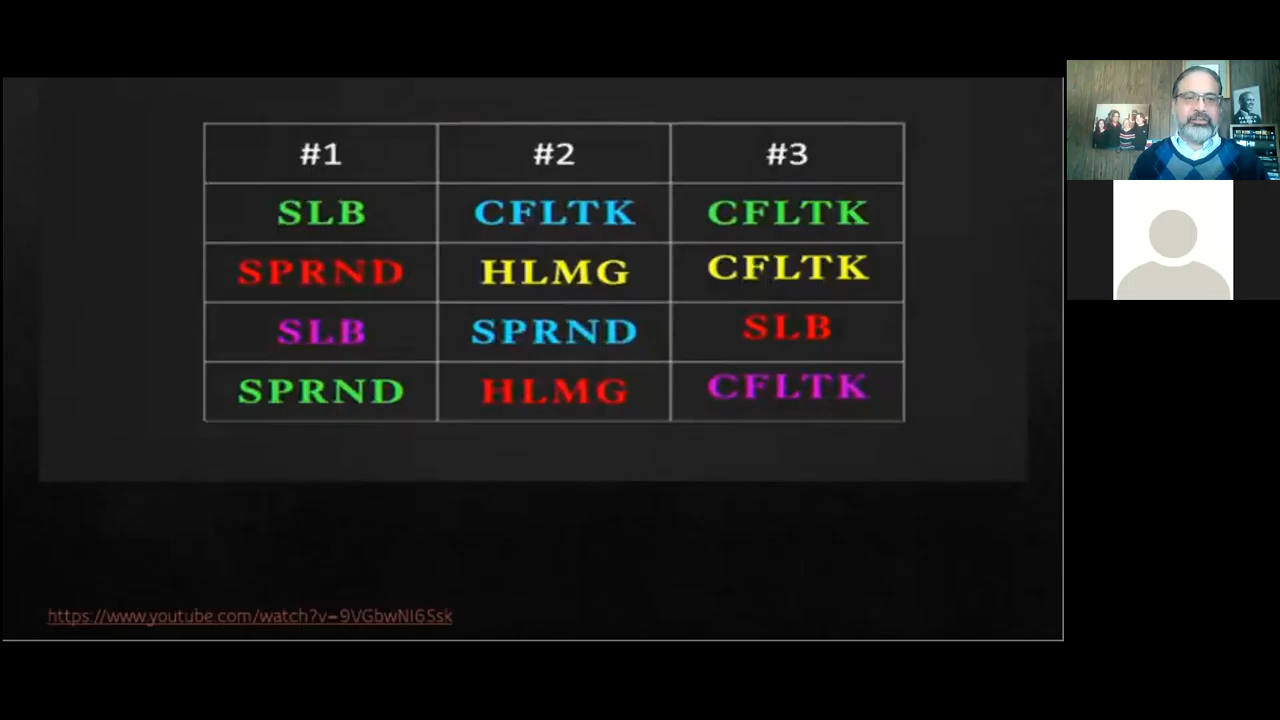 #1 #2 #3
SLB CFLTK CFLTK
SPRND HLMG CFLTK
SLB SPRND SLB
SPRND HLMG CFLTK
https://www.youtube.com/watch?v=9VGbwNI6Ssk